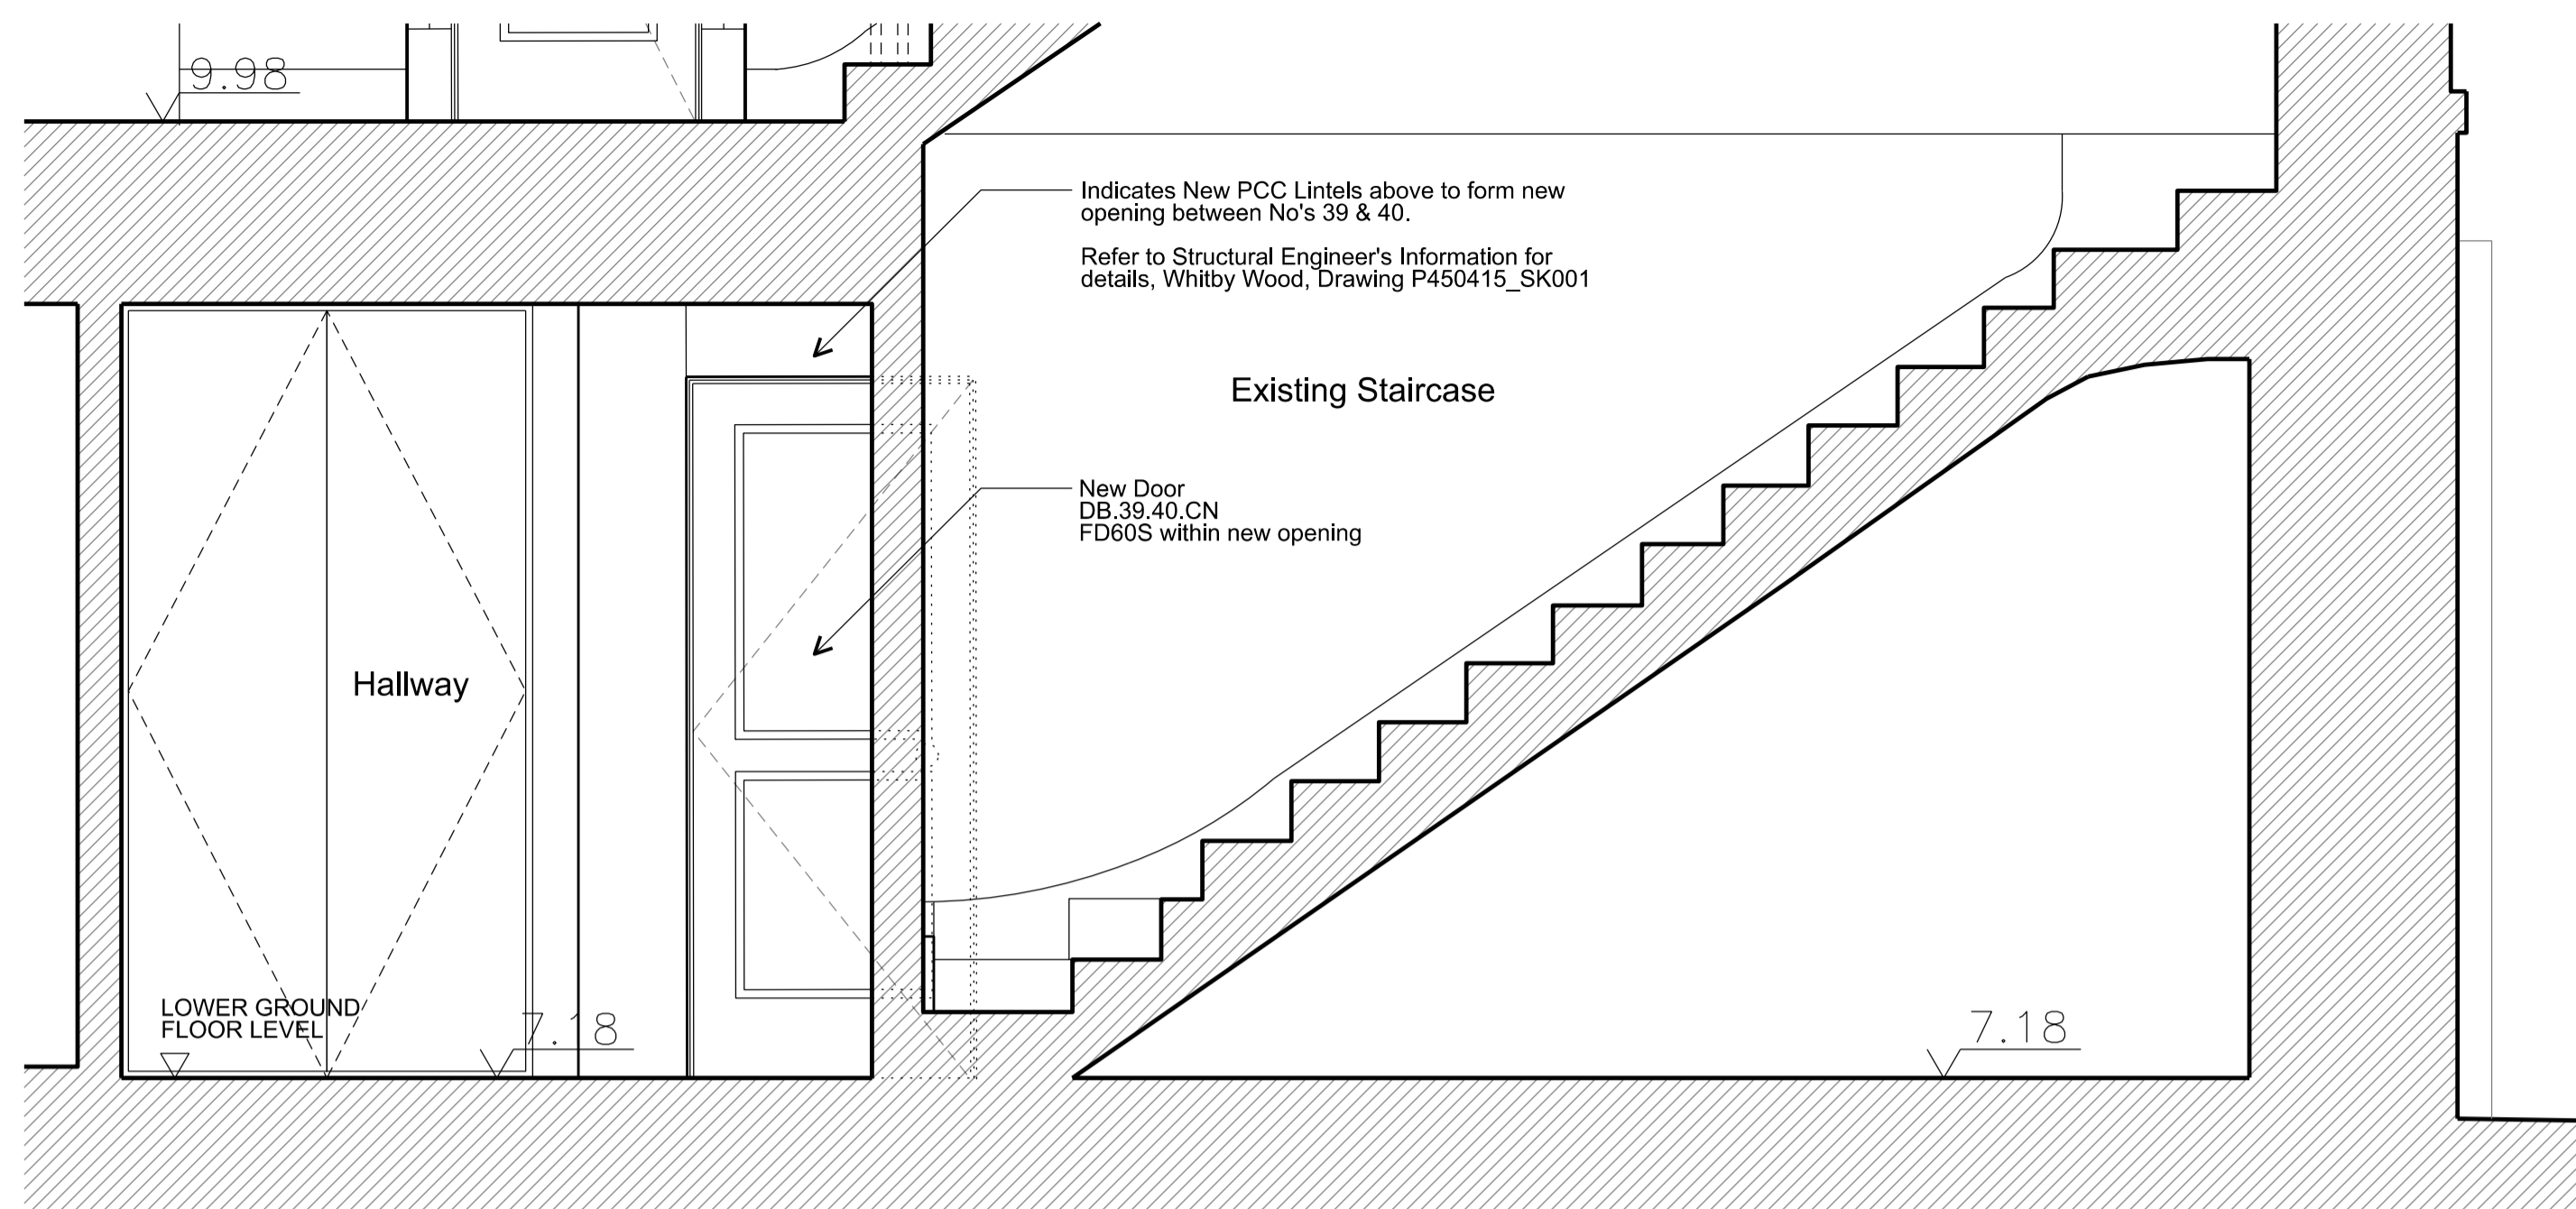 9.98
Indicates New PCC Lintels above to form new
opening between No's 39 & 40.
Refer to Structural Engineer's Information for
details, Whitby Wood, Drawing P450415_SK001
Existing Staircase
New Door
DB.39.40.CN
FD60S within new opening
Hallway
LOWER GROUND
FLOOR LEVEL
7.18
7.18